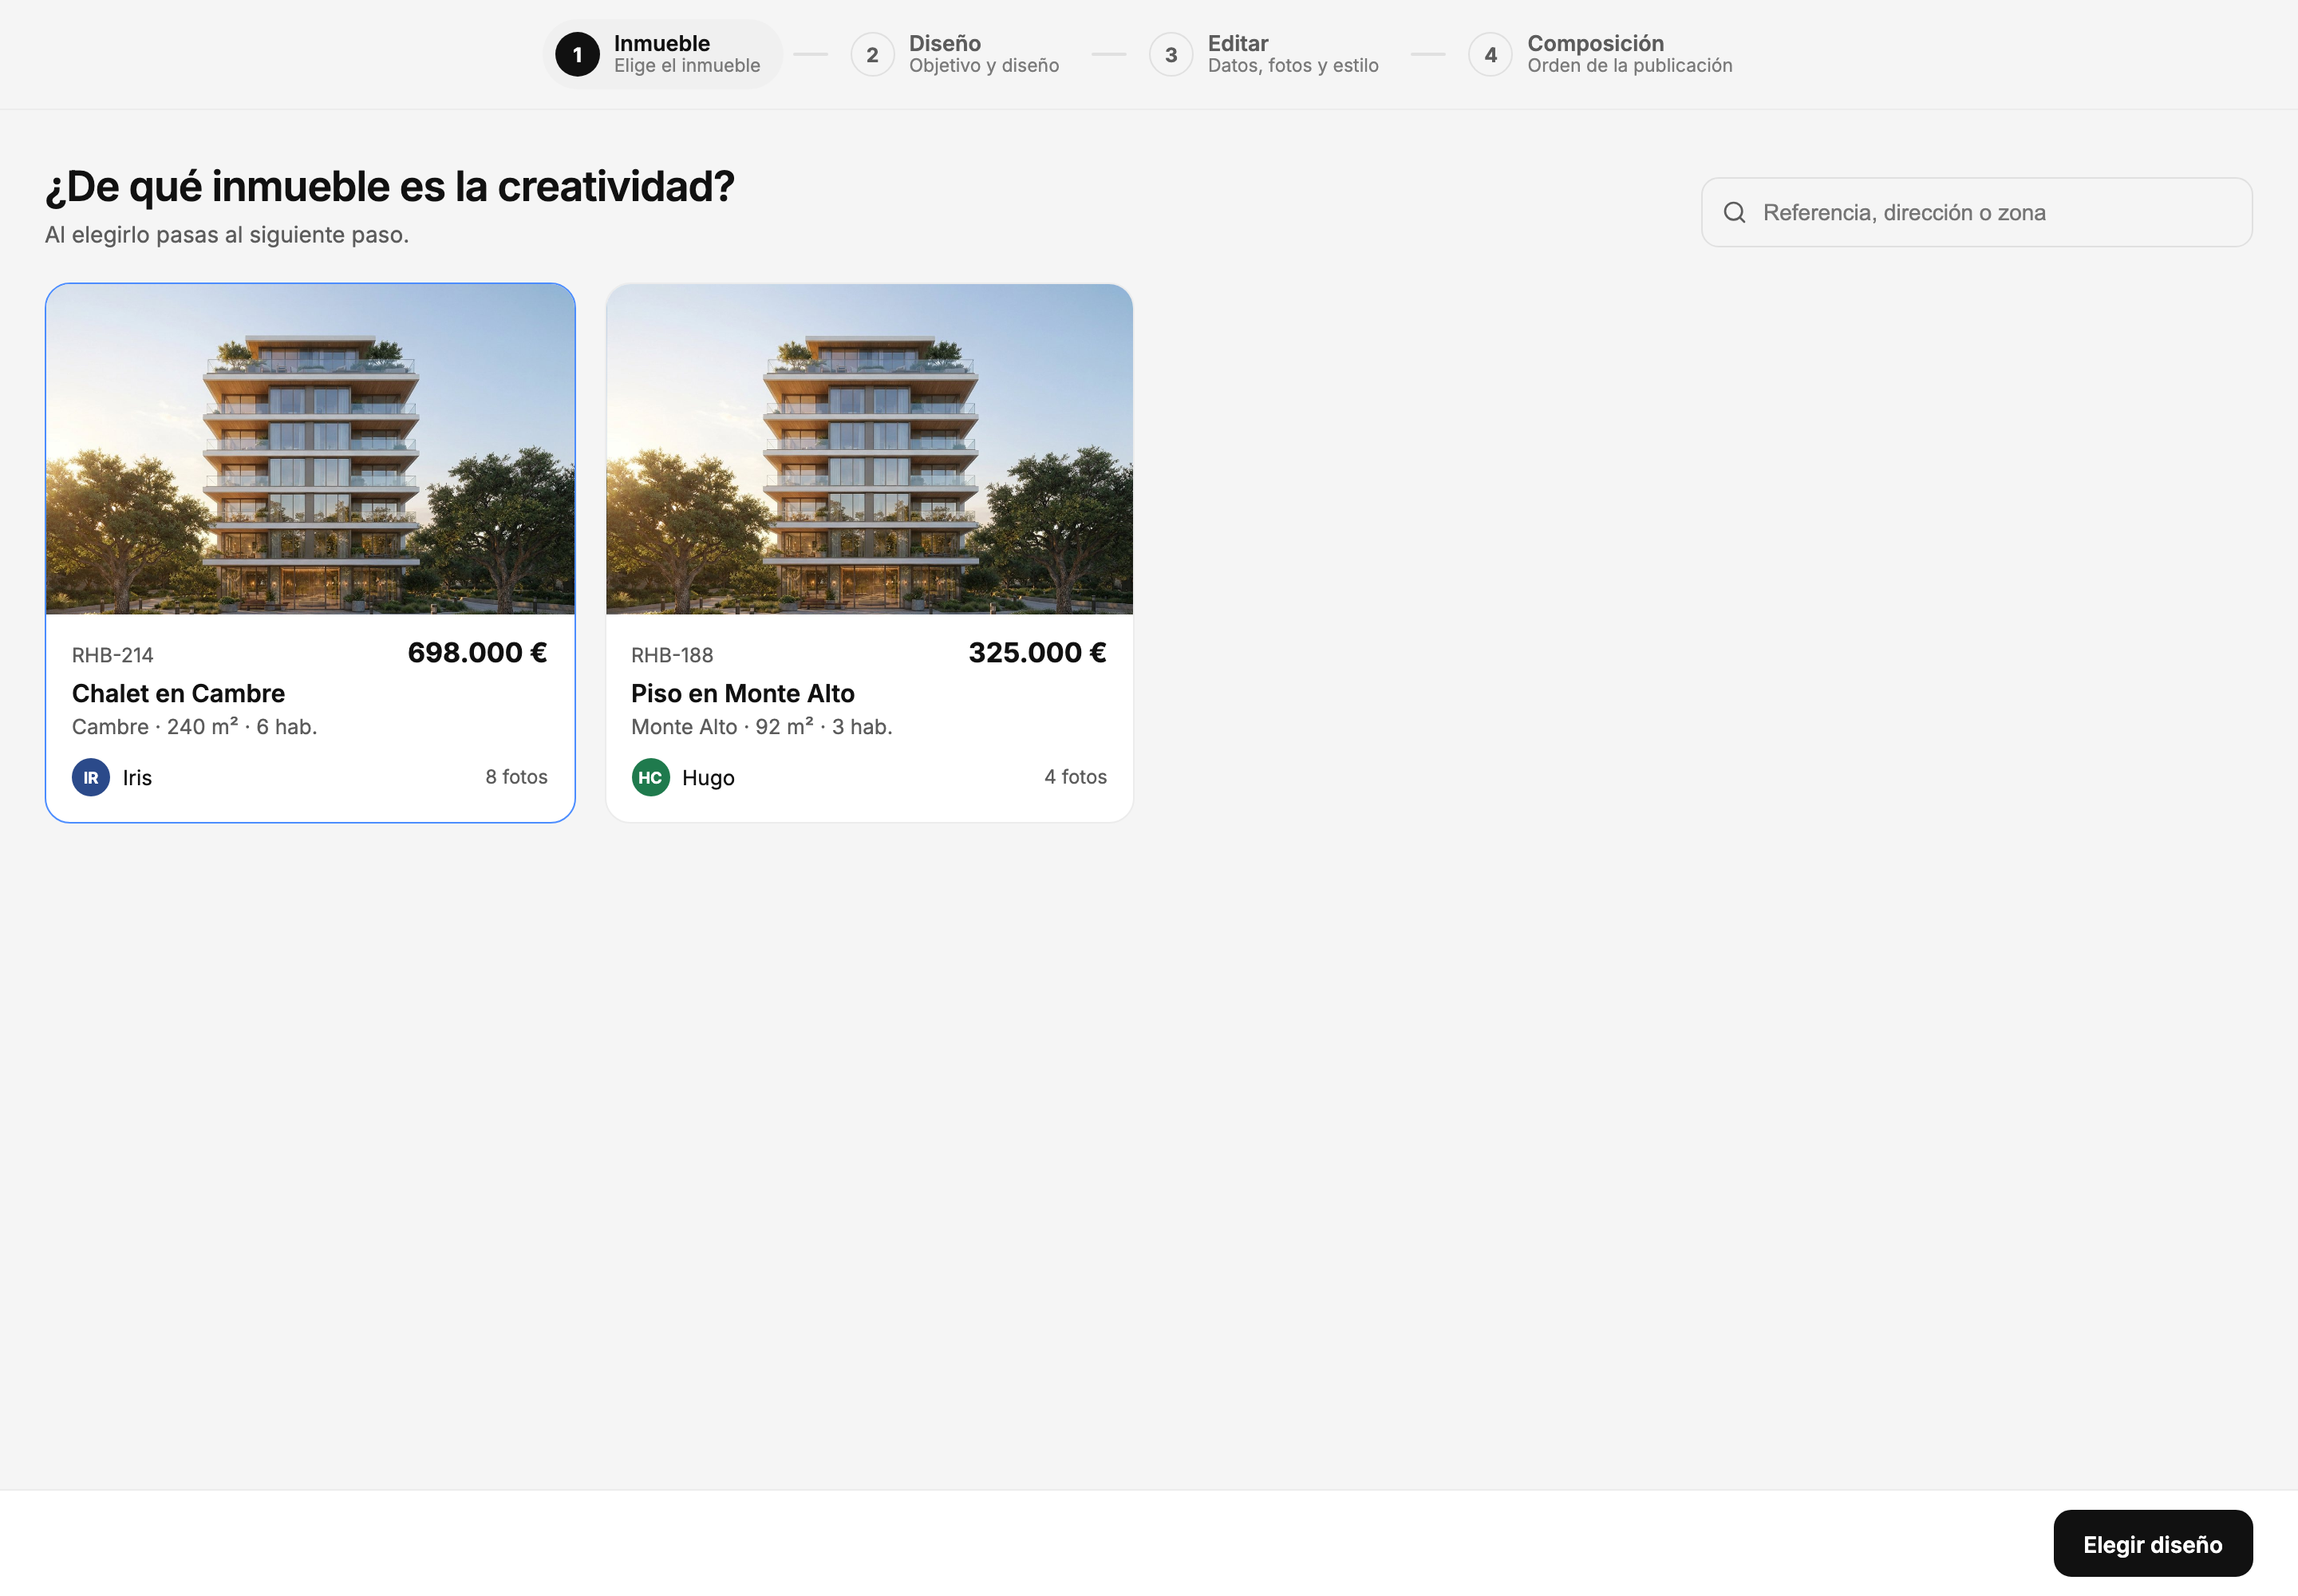 1
Inmueble
Elige el inmueble
2
Diseño
Objetivo y diseño
3
Editar
Datos, fotos y estilo
4
Composición
Orden de la publicación
¿De qué inmueble es la creatividad?
Al elegirlo pasas al siguiente paso.
Referencia, dirección o zona
RHB-214
698.000 €
Chalet en Cambre
Cambre · 240 m² · 6 hab.
IR
Iris
8 fotos
RHB-188
325.000 €
Piso en Monte Alto
Monte Alto · 92 m² · 3 hab.
HC
Hugo
4 fotos
Elegir diseño